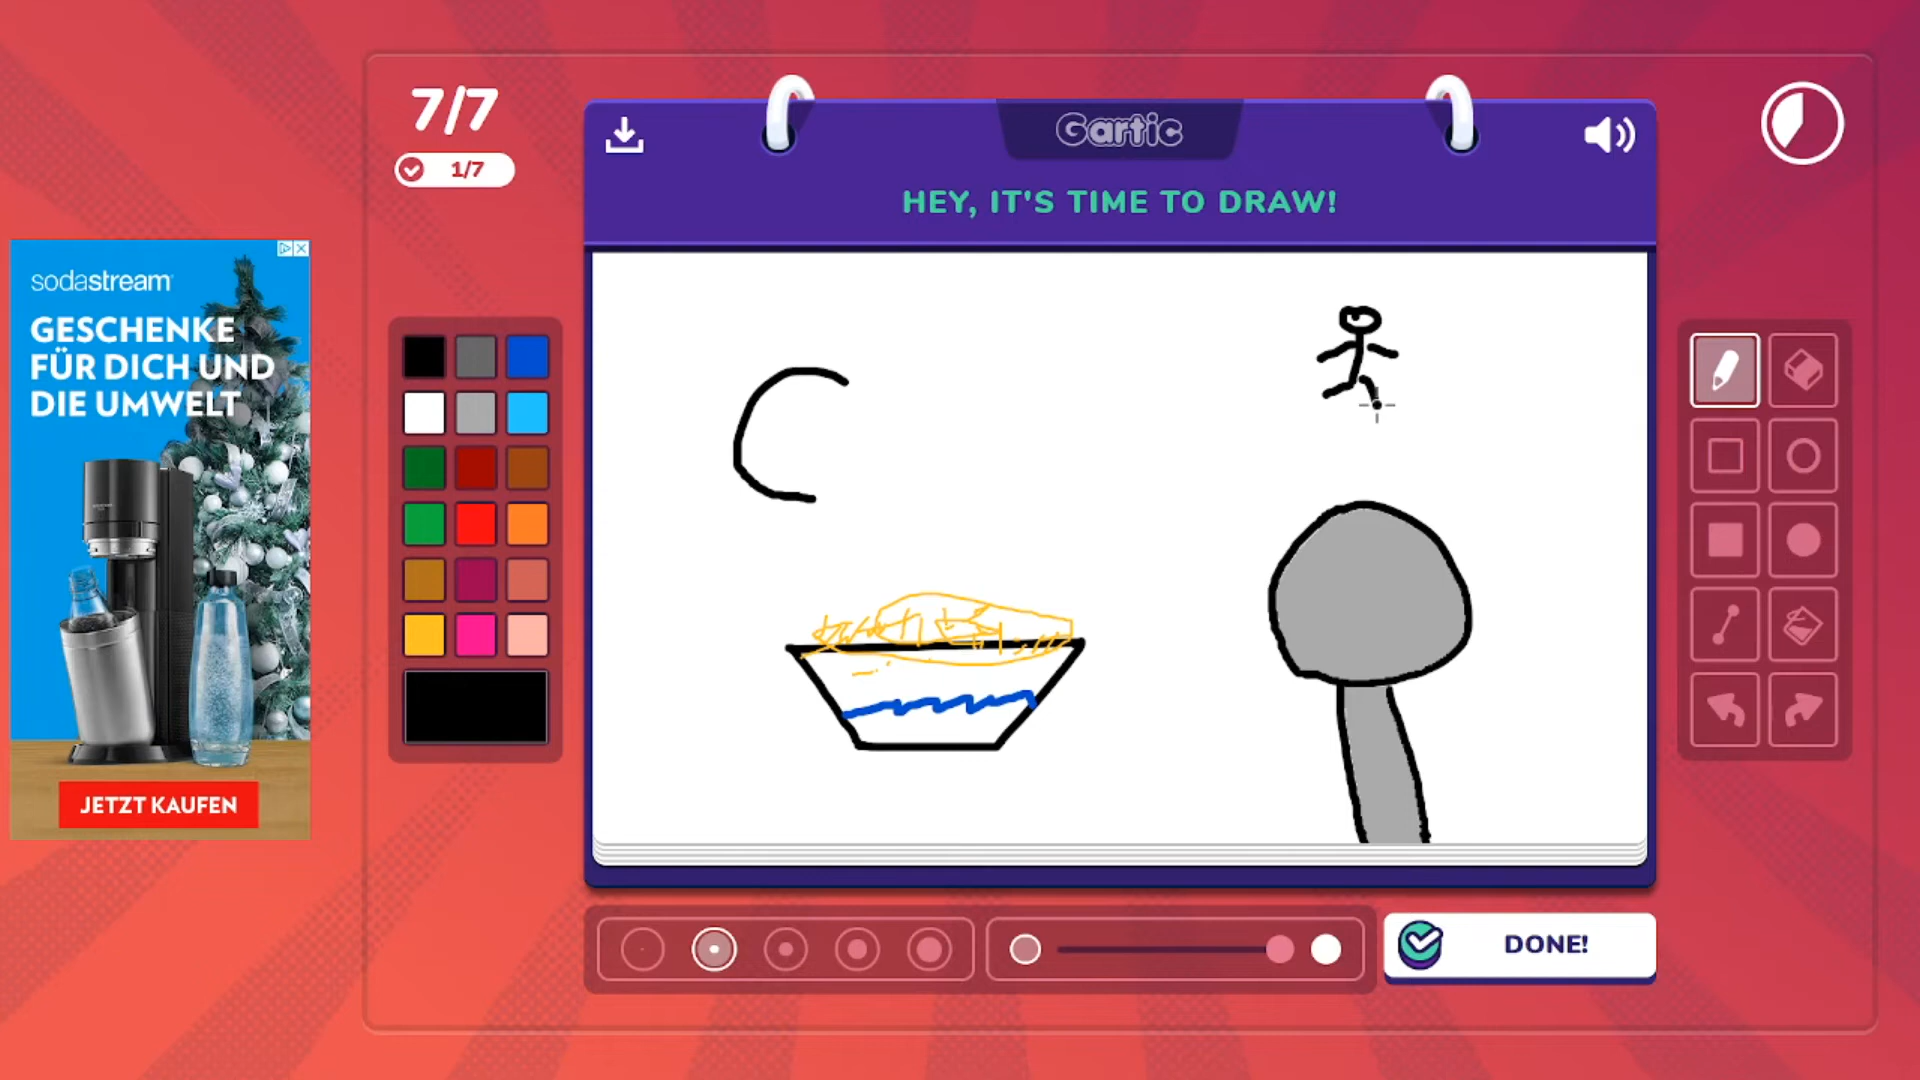 7/7
1/7
Gartic
HEY, IT'S TIME TO DRAW!
sodastream
GESCHENKE
FÜR DICH UND
DIE UMWELT
JETZT KAUFEN
DONE!